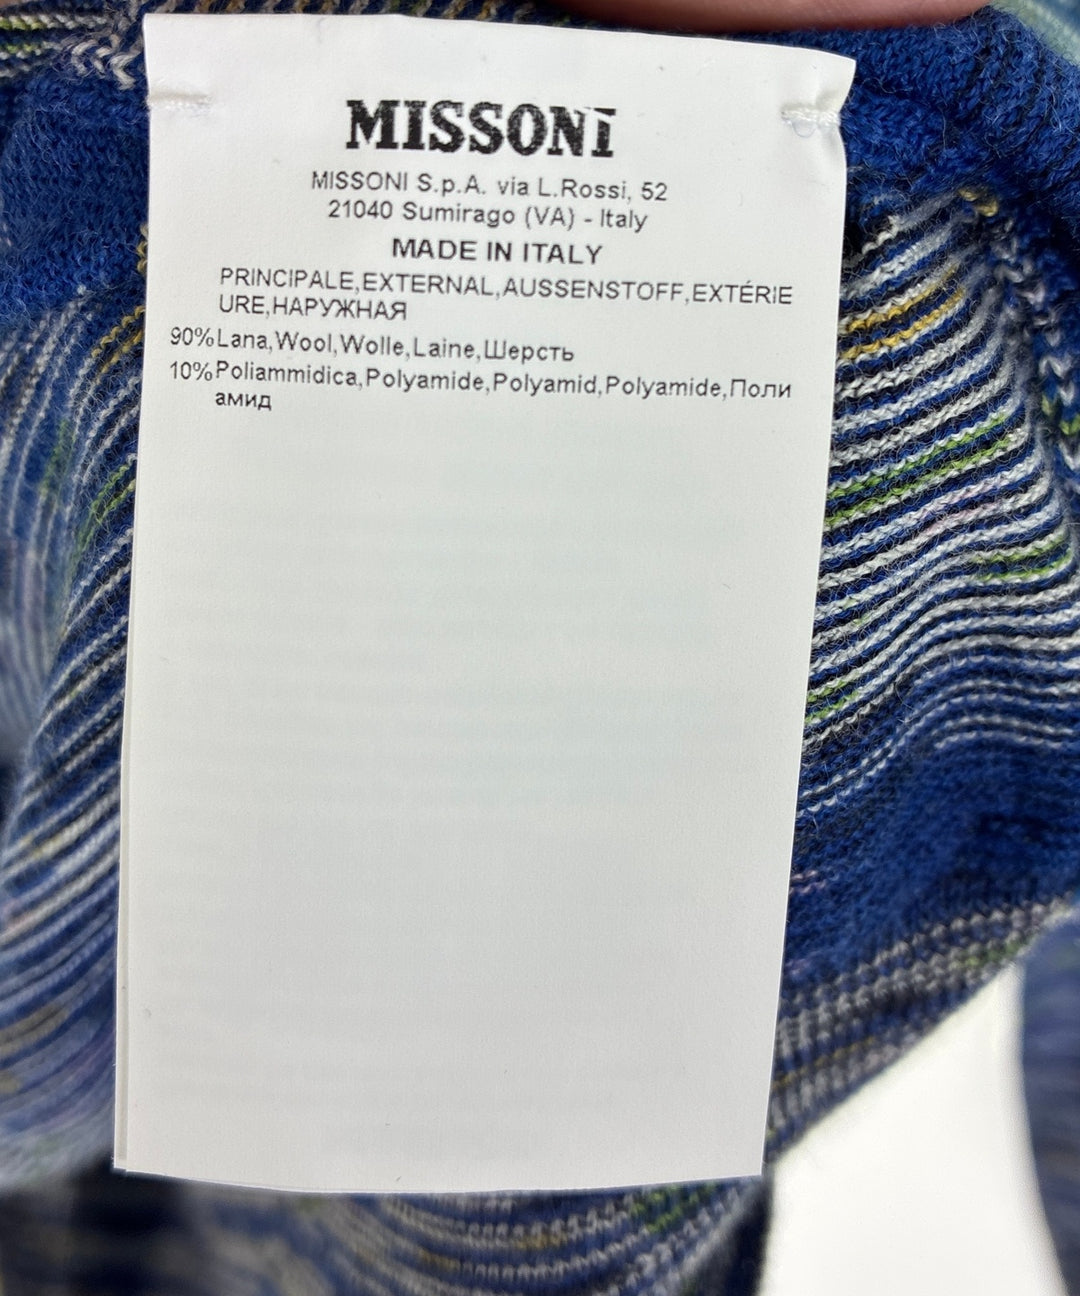 MISSONI
MISSONI S.p.A. via L.Rossi, 52
21040 Sumirago (VA) - Italy
MADE IN ITALY
PRINCIPALE,EXTERNAL,AUSSENSTOFF,EXTÉRIE
URE,НАРУЖНАЯ
90%Lana,Wool,Wolle,Laine,Шерсть
10%Poliammidica,Polyamide,Polyamid,Polyamide,Поли
амид